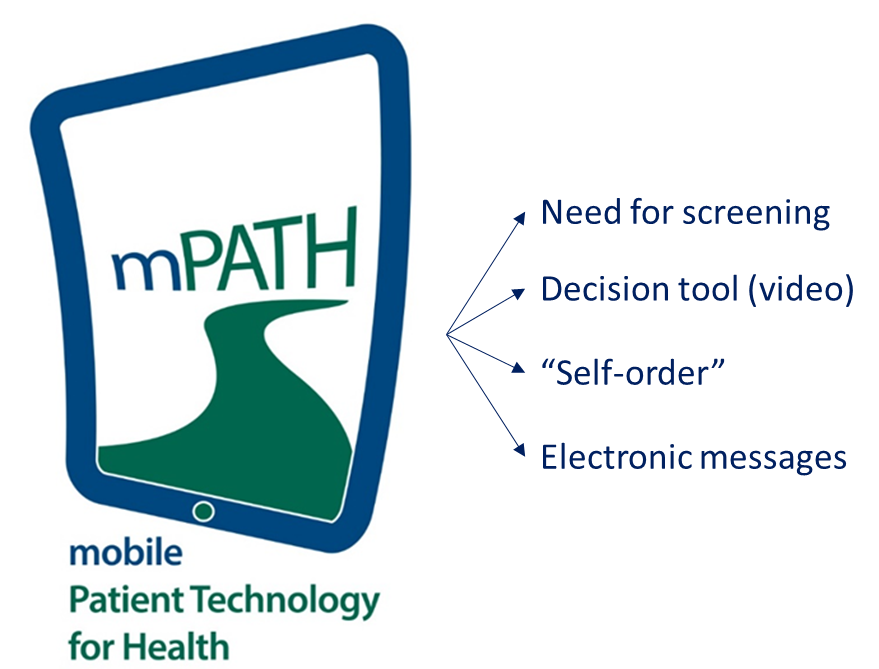 mPATH
mobile
Patient Technology
for Health
Need for screening
Decision tool (video)
“Self-order”
Electronic messages